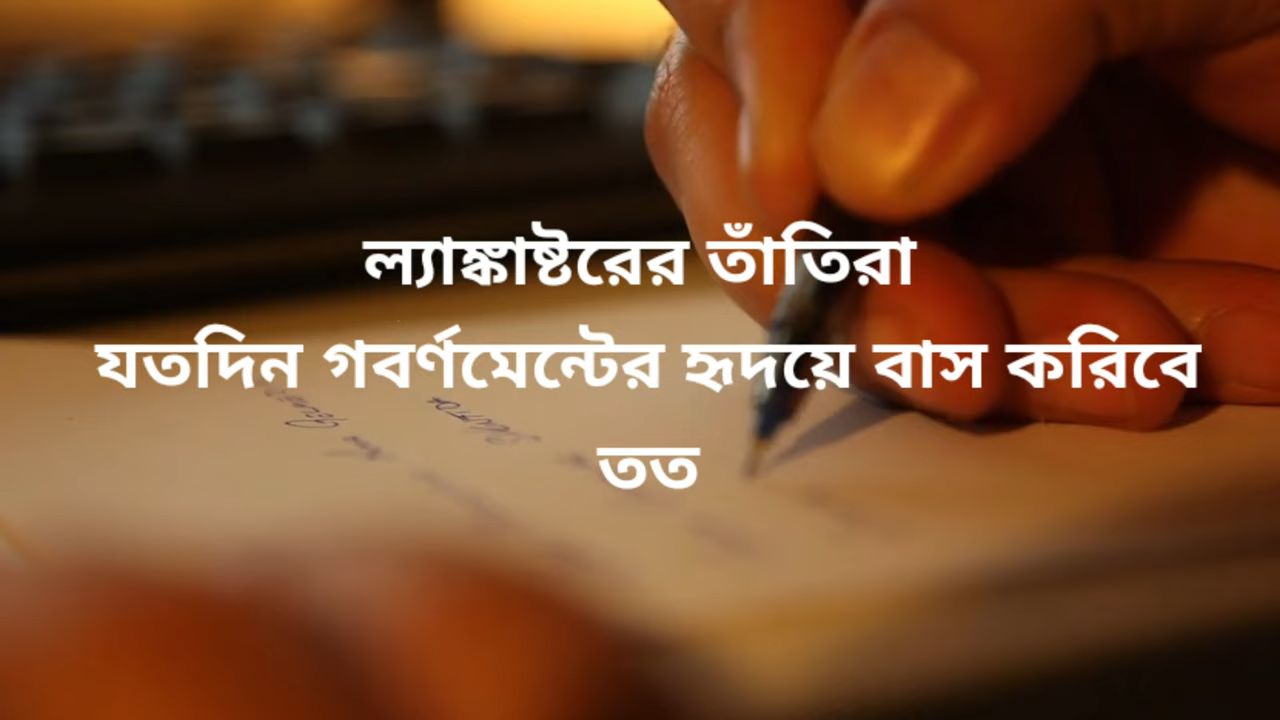 ল্যাঙ্কাষ্টরের তাঁতিরা
যতদিন গবর্ণমেন্টের হৃদয়ে বাস করিবে
তত